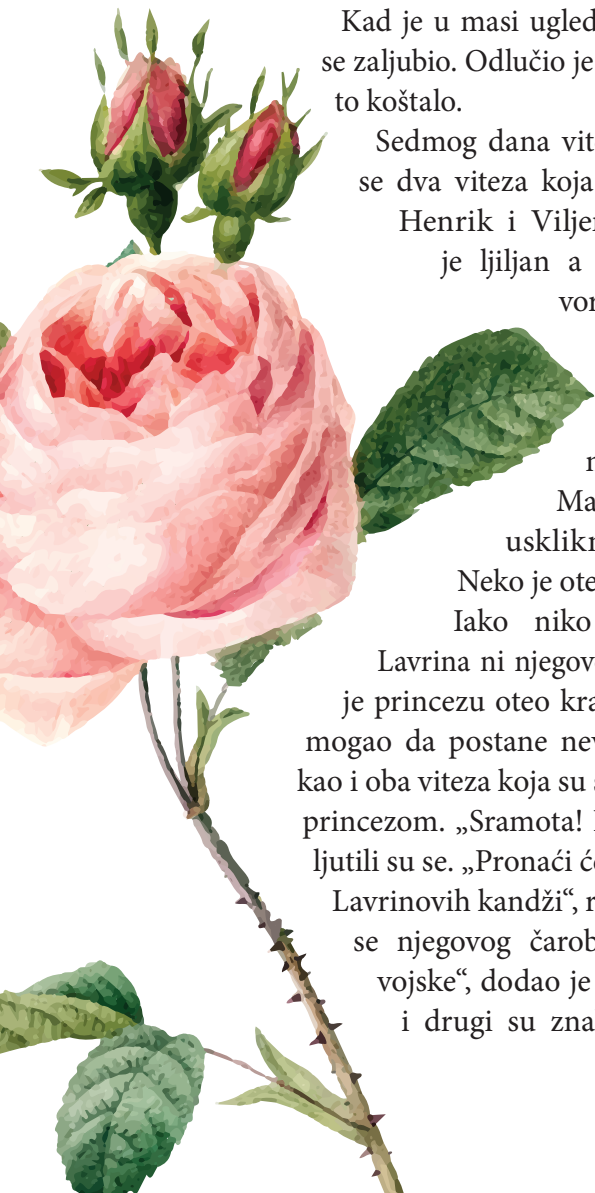 Kad je u masi ugled
se zaljubio. Odlučio je
to koštalo.
Sedmog dana vit
se dva viteza koja
Henrik i Vilje
je ljiljan a
vor
n
Ma
uskli
Neko je ote
Iako niko
Lavrina ni njegov
je princezu oteo kra
mogao da postane nev
kao i oba viteza koja su
princezom. „Sramota!
ljutili su se. „Pronaći će
Lavrinovih kandži“, r
se njegovog čarob
vojske“, dodao je
i drugi su zna